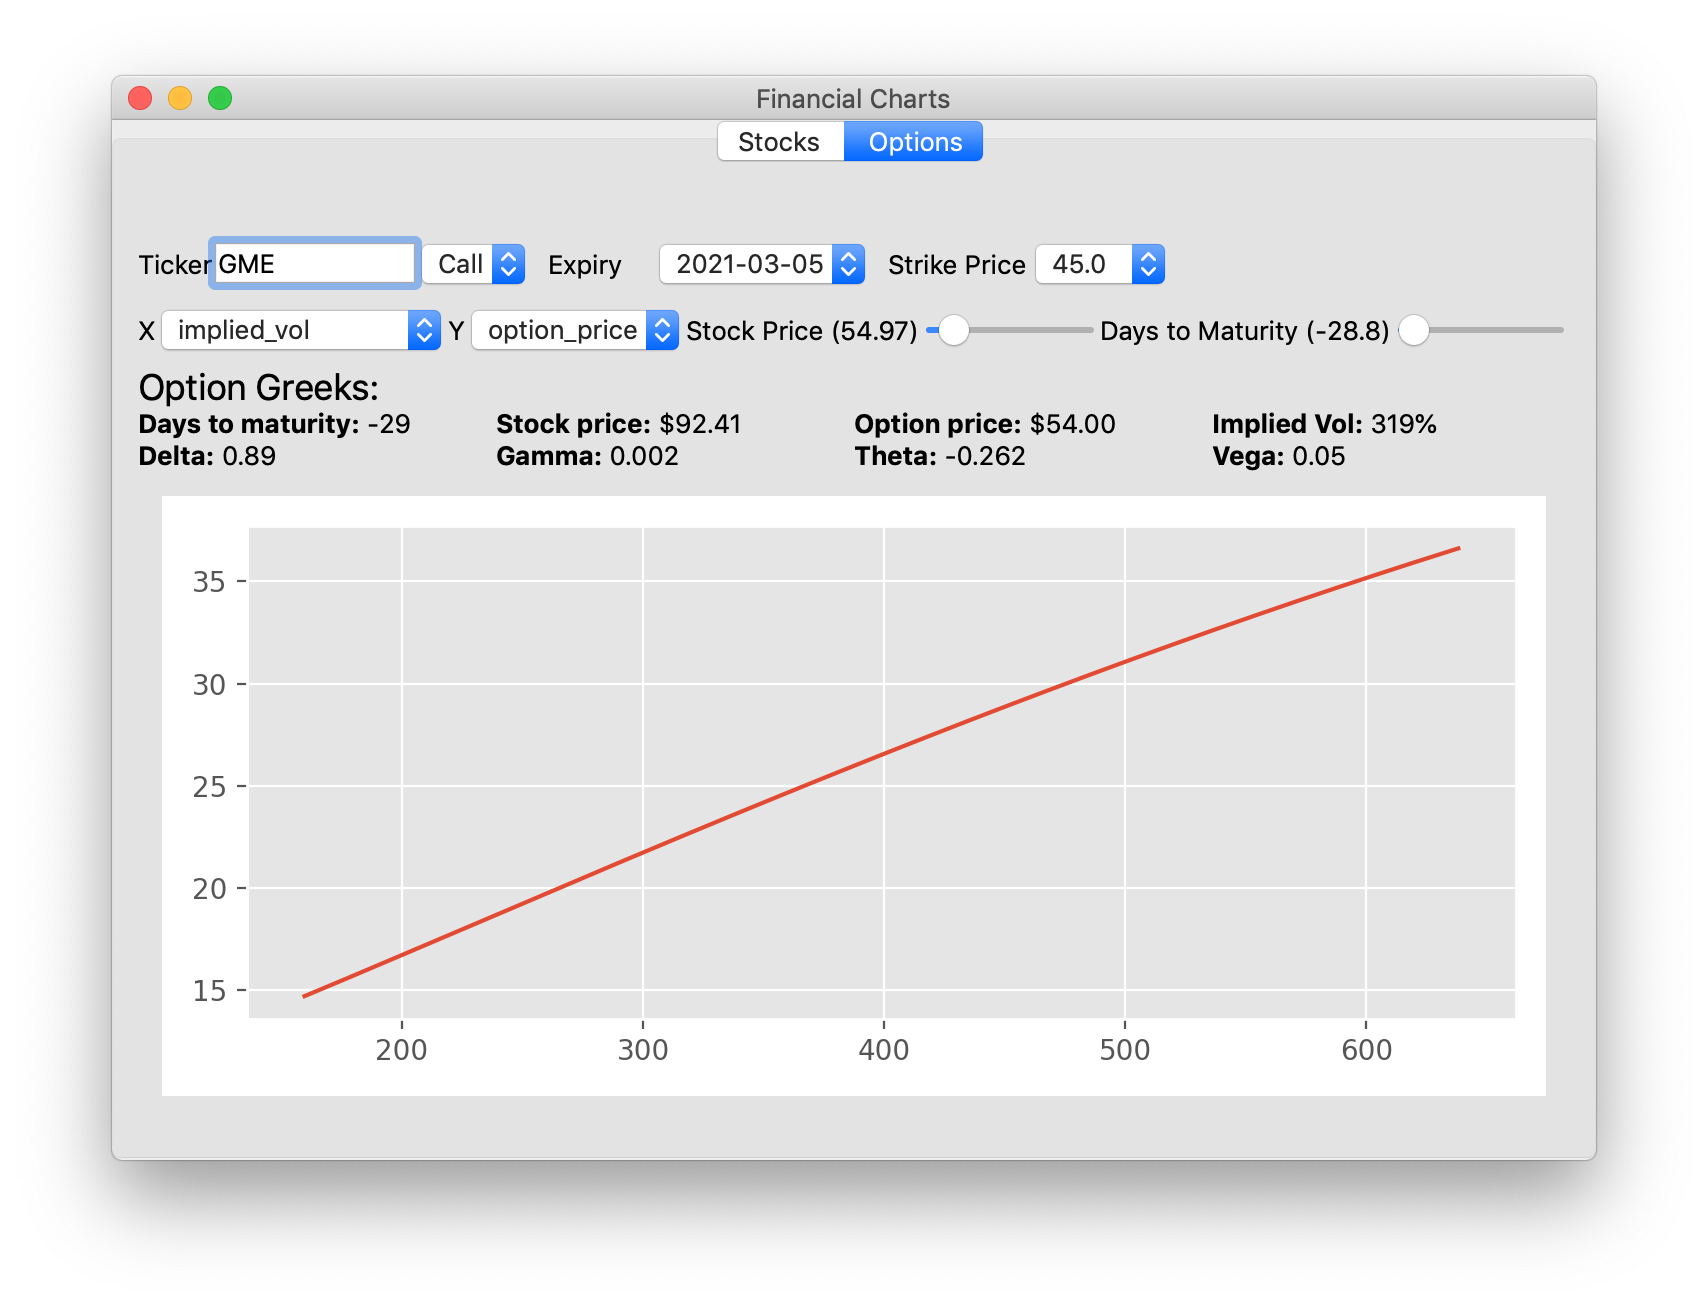 Financial Charts
Stocks Options
Ticker GME Call Expiry 2021-03-05 Strike Price 45.0
X implied_vol Y option_price Stock Price (54.97) Days to Maturity (-28.8)
Option Greeks:
Days to maturity: -29 Stock price: $92.41 Option price: $54.00 Implied Vol: 319%
Delta: 0.89 Gamma: 0.002 Theta: -0.262 Vega: 0.05
35
30
25
20
15
200 300 400 500 600